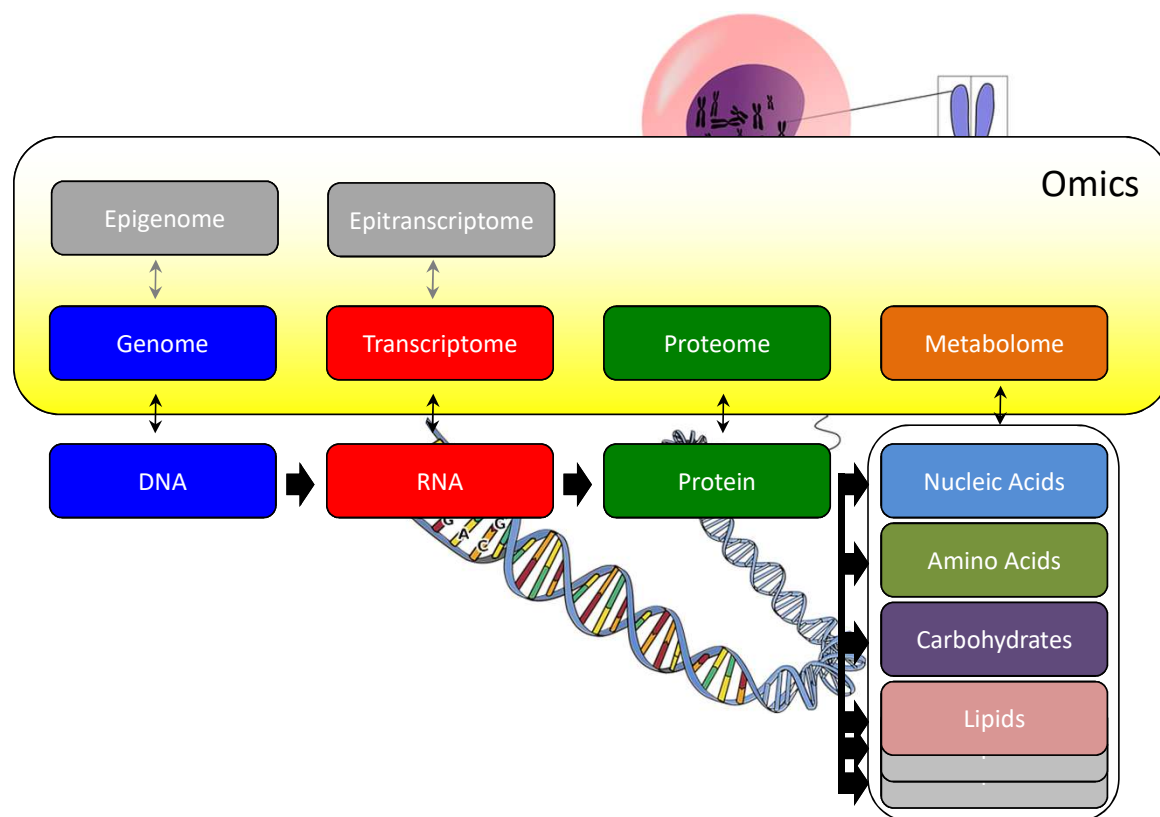 Omics
Epigenome
Epitranscriptome
Genome
Transcriptome
Proteome
Metabolome
DNA
RNA
Protein
Nucleic Acids
G
A
C
G
Amino Acids
Carbohydrates
Lipids